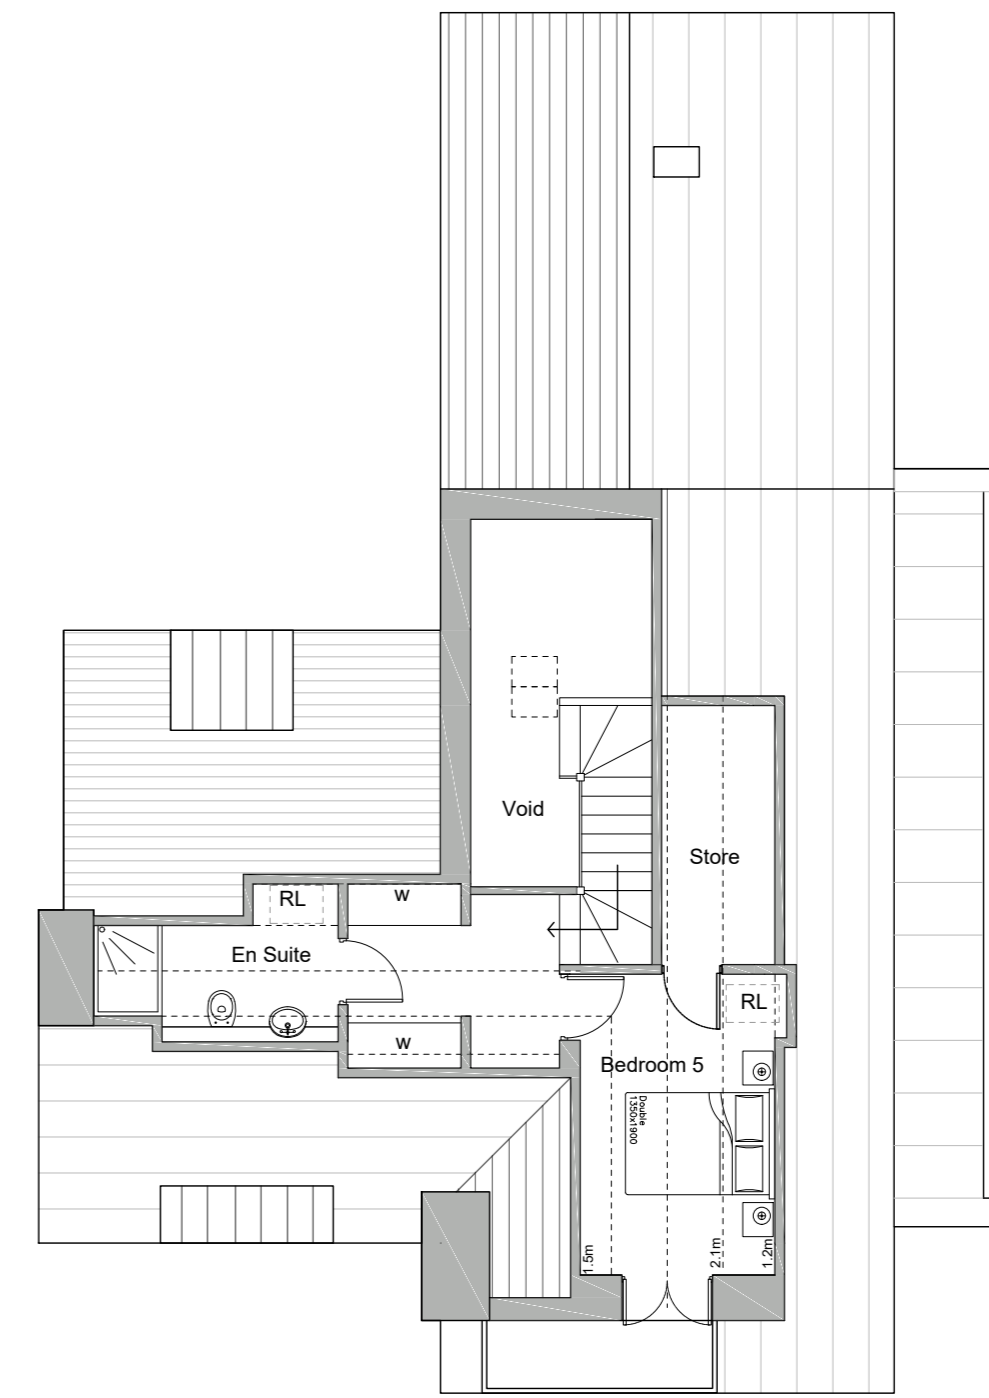 Void
Store
RL
w
En Suite
RL
w
Bedroom 5
Double
1350x1900
1.5m
2.1m
1.2m